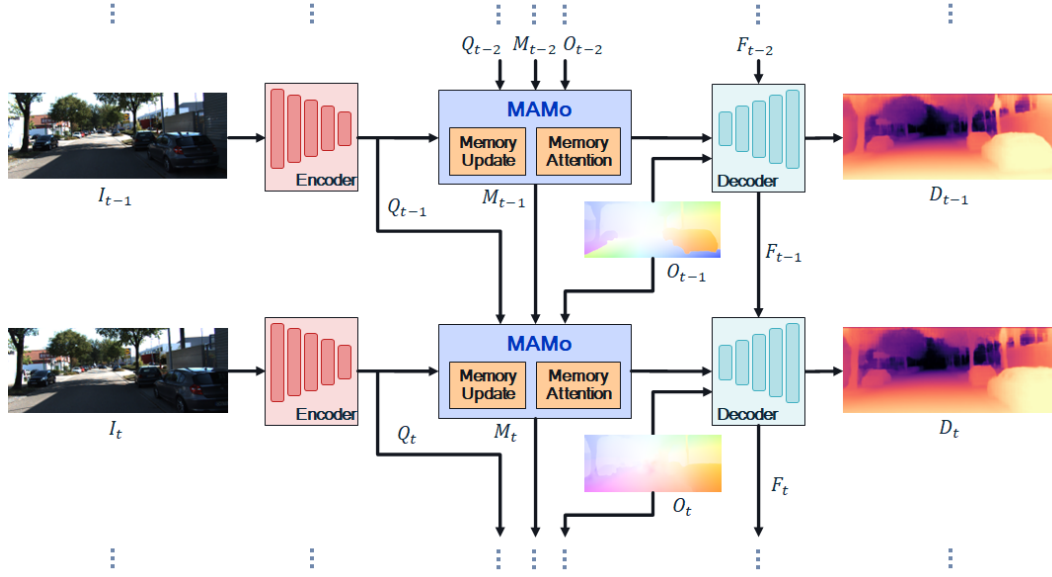 Q_{t-2} M_{t-2} O_{t-2}
F_{t-2}
MAMo
Memory Update
Memory Attention
Encoder
Decoder
I_{t-1}
Q_{t-1}
M_{t-1}
D_{t-1}
O_{t-1}
F_{t-1}
MAMo
Memory Update
Memory Attention
Encoder
Decoder
I_t
Q_t
M_t
D_t
O_t
F_t